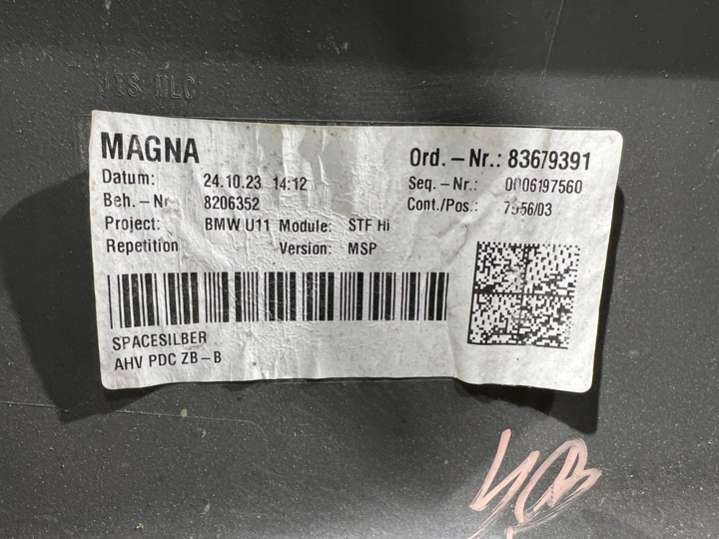 MAGNA
Ord. –Nr.: 83679391
Datum: 24.10.23 14:12
Seq. –Nr.: 0006197560
Beh. –Nr 8206352
Cont./Pos.: 7556/03
Project: BMW U11 Module: STF Hi
Repetition Version: MSP
SPACESILBER
AHV PDC ZB–B